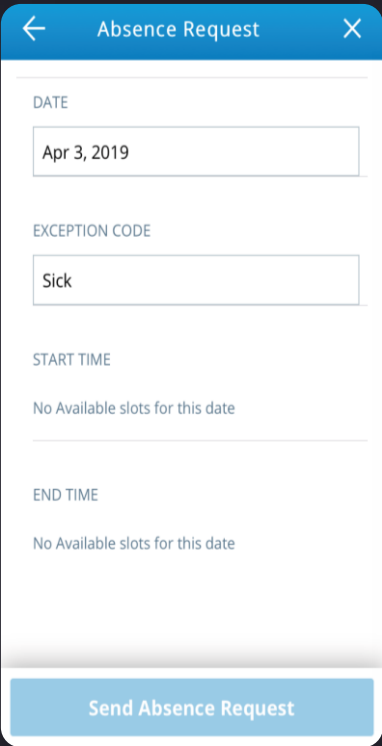 Absence Request
DATE
Apr 3, 2019
EXCEPTION CODE
Sick
START TIME
No Available slots for this date
END TIME
No Available slots for this date
Send Absence Request